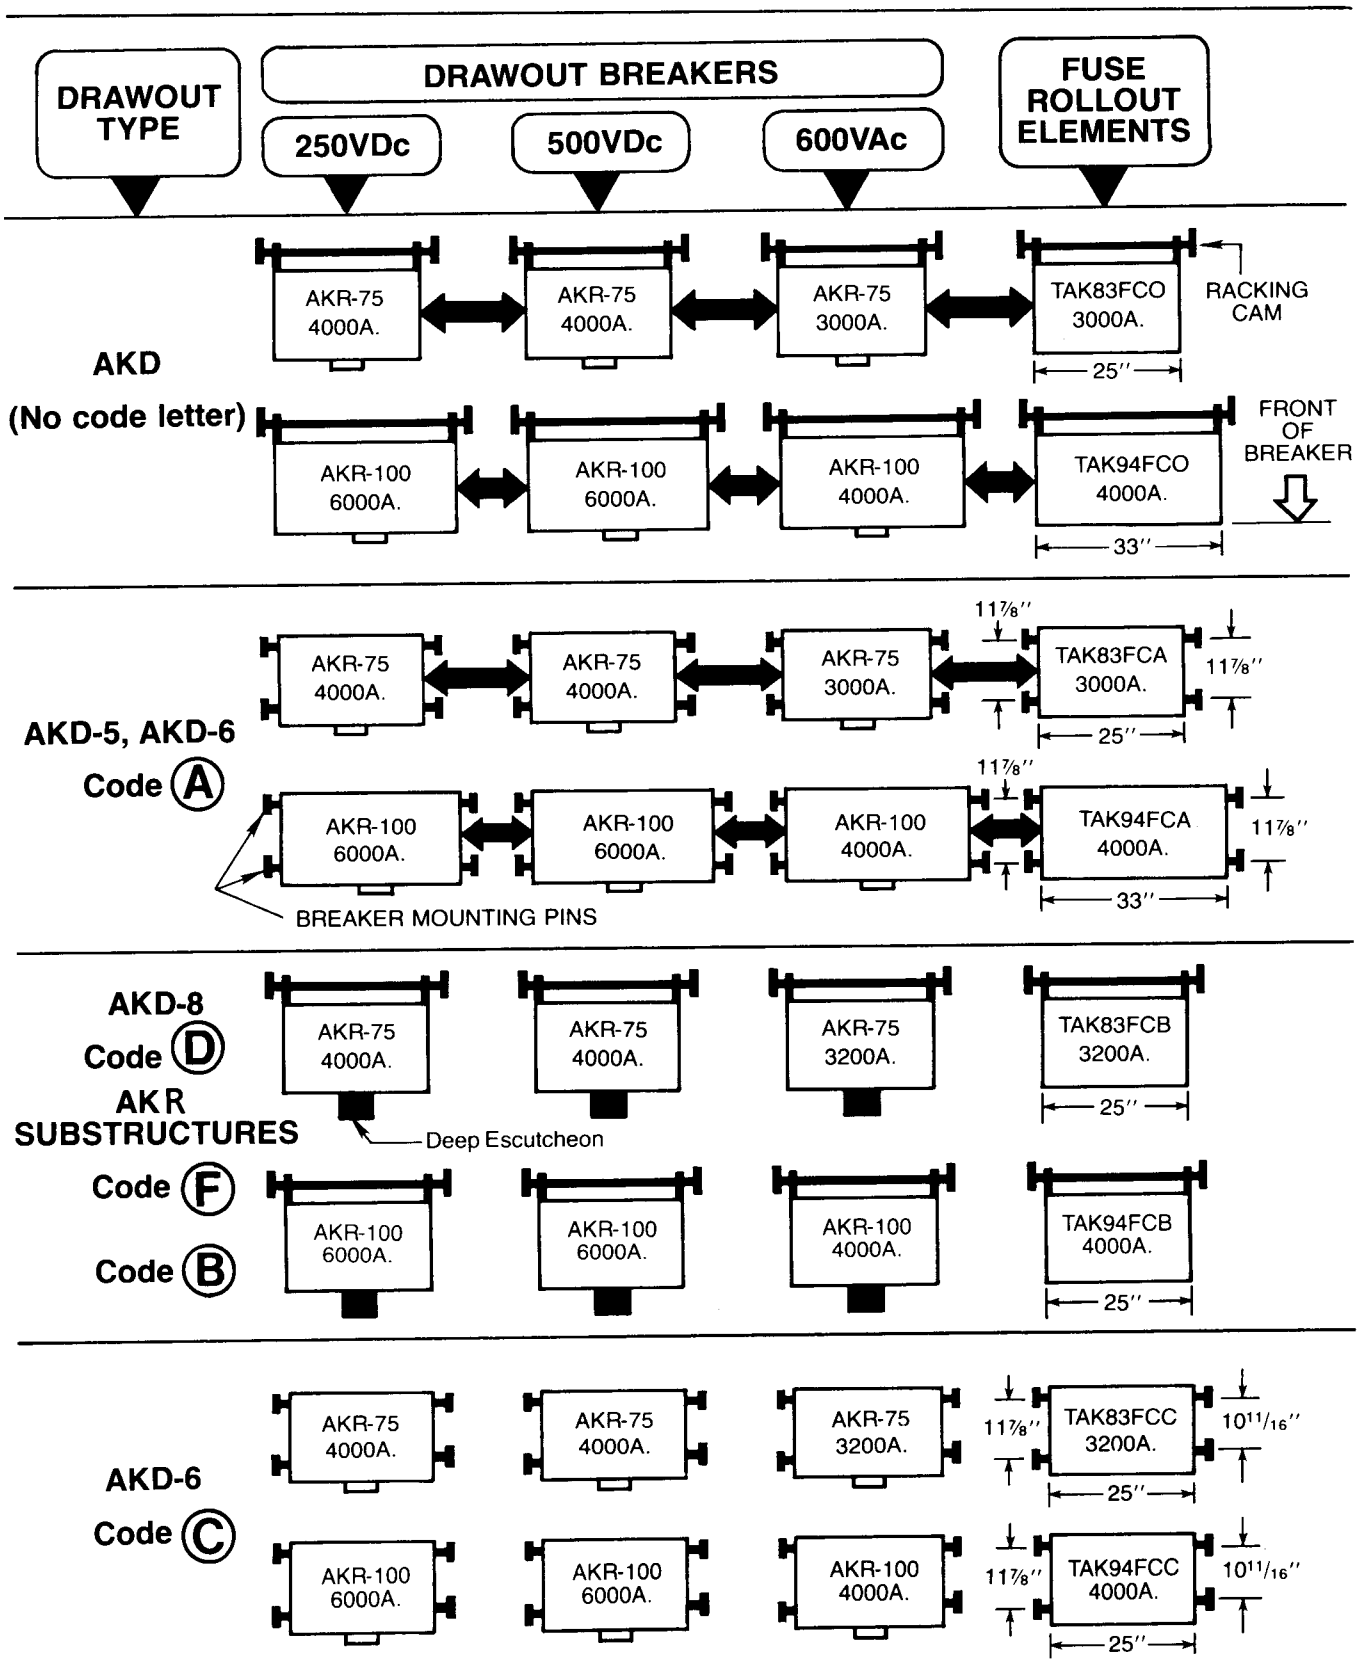 DRAWOUT
TYPE
DRAWOUT BREAKERS
250VDc
500VDc
600VAc
FUSE
ROLLOUT
ELEMENTS
AKD
(No code letter)
AKR-75
4000A.
AKR-75
4000A.
AKR-75
3000A.
TAK83FCO
3000A.
25''
RACKING
CAM
AKR-100
6000A.
AKR-100
6000A.
AKR-100
4000A.
TAK94FCO
4000A.
33''
FRONT
OF
BREAKER
AKD-5, AKD-6
Code A
AKR-75
4000A.
AKR-75
4000A.
AKR-75
3000A.
11⅞''
TAK83FCA
3000A.
11⅞''
25''
AKR-100
6000A.
AKR-100
6000A.
AKR-100
4000A.
11⅞''
TAK94FCA
4000A.
11⅞''
33''
BREAKER MOUNTING PINS
AKD-8
Code D
AKR
SUBSTRUCTURES
Code F
Code B
AKR-75
4000A.
AKR-75
4000A.
AKR-75
3200A.
TAK83FCB
3200A.
25''
Deep Escutcheon
AKR-100
6000A.
AKR-100
6000A.
AKR-100
4000A.
TAK94FCB
4000A.
25''
AKD-6
Code C
AKR-75
4000A.
AKR-75
4000A.
AKR-75
3200A.
11⅞''
TAK83FCC
3200A.
10 11/16''
25''
AKR-100
6000A.
AKR-100
6000A.
AKR-100
4000A.
11⅞''
TAK94FCC
4000A.
10 11/16''
25''